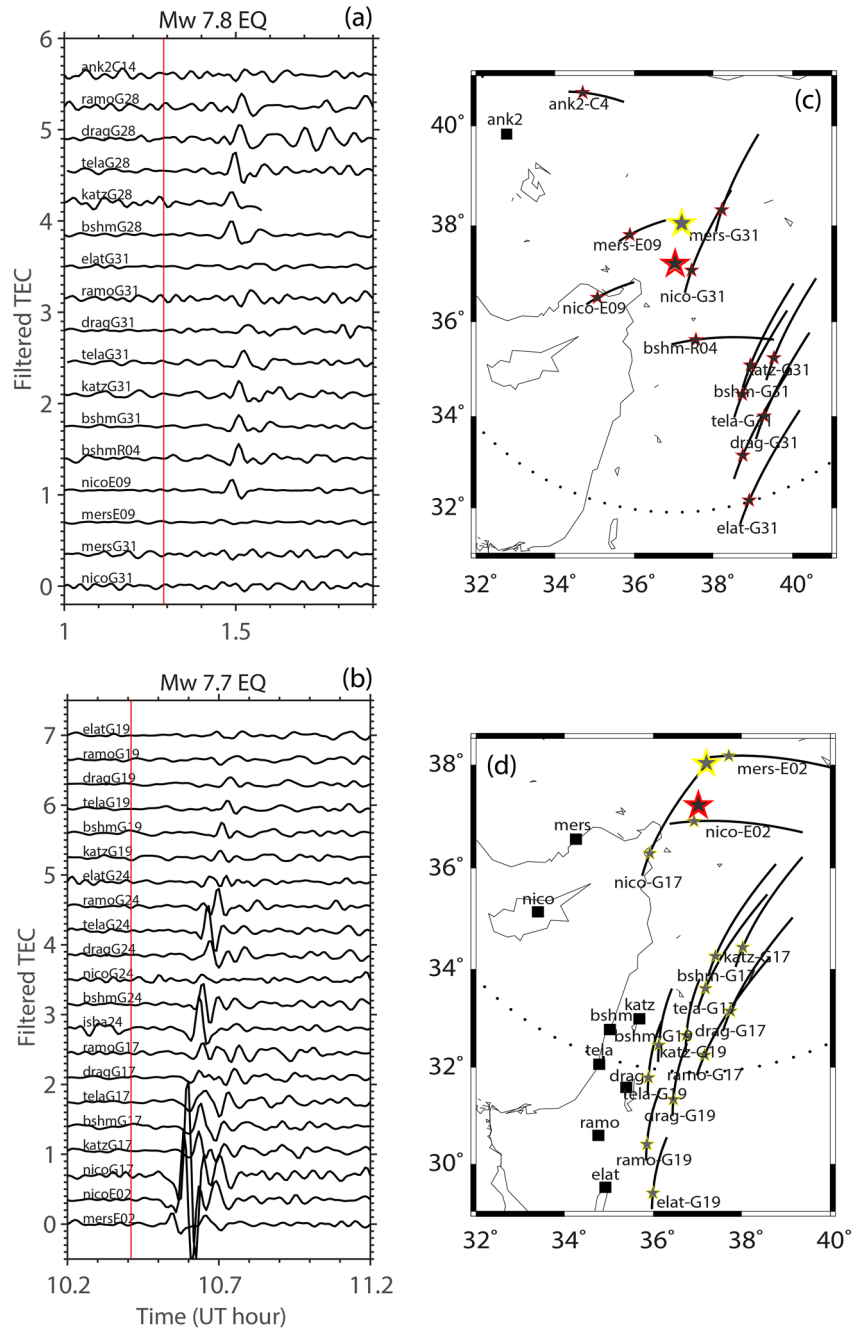 Mw 7.8 EQ
(a)
6
ank2C14
ramoG28
5
dragG28
telaG28
katzG28
4
bshmG28
elatG31
ramoG31
3
dragG31
telaG31
katzG31
2
bshmG31
bshmR04
nicoE09
1
mersE09
mersG31
nicoG31
0
1
1.5
Filtered TEC
(c)
ank2-C4
40°
ank2
38°
mers-G31
mers-E09
nico-G31
nico-E09
36°
bshm-R04
katz-G31
bshm-G31
34°
tela-G31
drag-G31
32°
elat-G31
32°
34°
36°
38°
40°
Mw 7.7 EQ
(b)
7
elatG19
ramoG19
dragG19
6
telaG19
bshmG19
katzG19
5
elatG24
ramoG24
telaG24
4
dragG24
nicoG24
bshmG24
3
isba24
ramoG17
dragG17
2
telaG17
bshmG17
katzG17
1
nicoG17
nicoE02
mersE02
0
10.2
10.7
11.2
Time (UT hour)
Filtered TEC
(d)
38°
mers-E02
nico-E02
mers
36°
nico-G17
nico
34°
katz-G17
bshm-G17
katz
tela-G17
bshm
bshm-G19
drag-G17
32°
tela
katz-G19
drag
ramo-G17
tela-G19
drag-G19
ramo
ramo-G19
30°
elat
elat-G19
32°
34°
36°
38°
40°